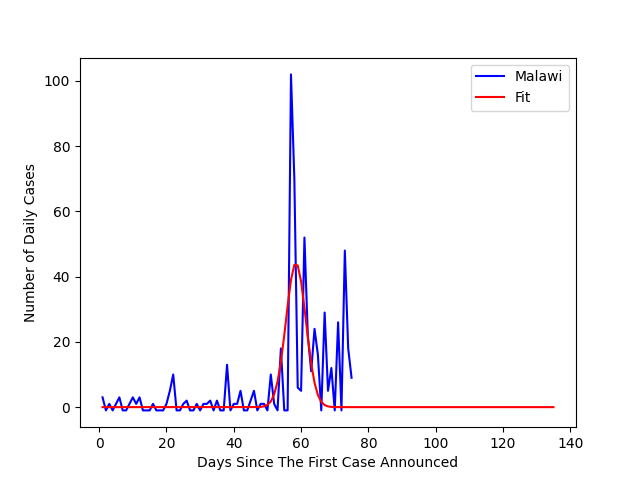 Malawi
Fit
100
80
60
40
20
0
Number of Daily Cases
0 20 40 60 80 100 120 140
Days Since The First Case Announced